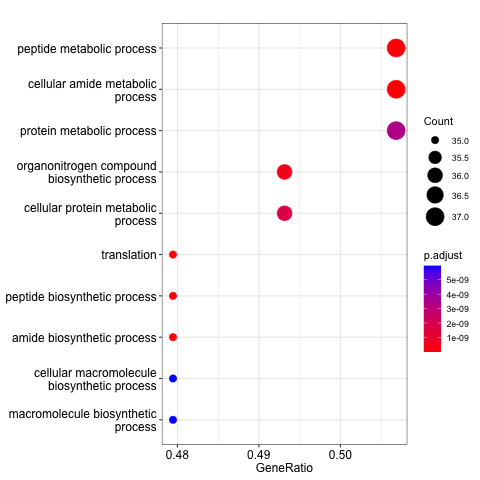 peptide metabolic process
cellular amide metabolic
process
protein metabolic process
organonitrogen compound
biosynthetic process
cellular protein metabolic
process
translation
peptide biosynthetic process
amide biosynthetic process
cellular macromolecule
biosynthetic process
macromolecule biosynthetic
process
0.48
0.49
0.50
GeneRatio
Count
35.0
35.5
36.0
36.5
37.0
p.adjust
5e-09
4e-09
3e-09
2e-09
1e-09